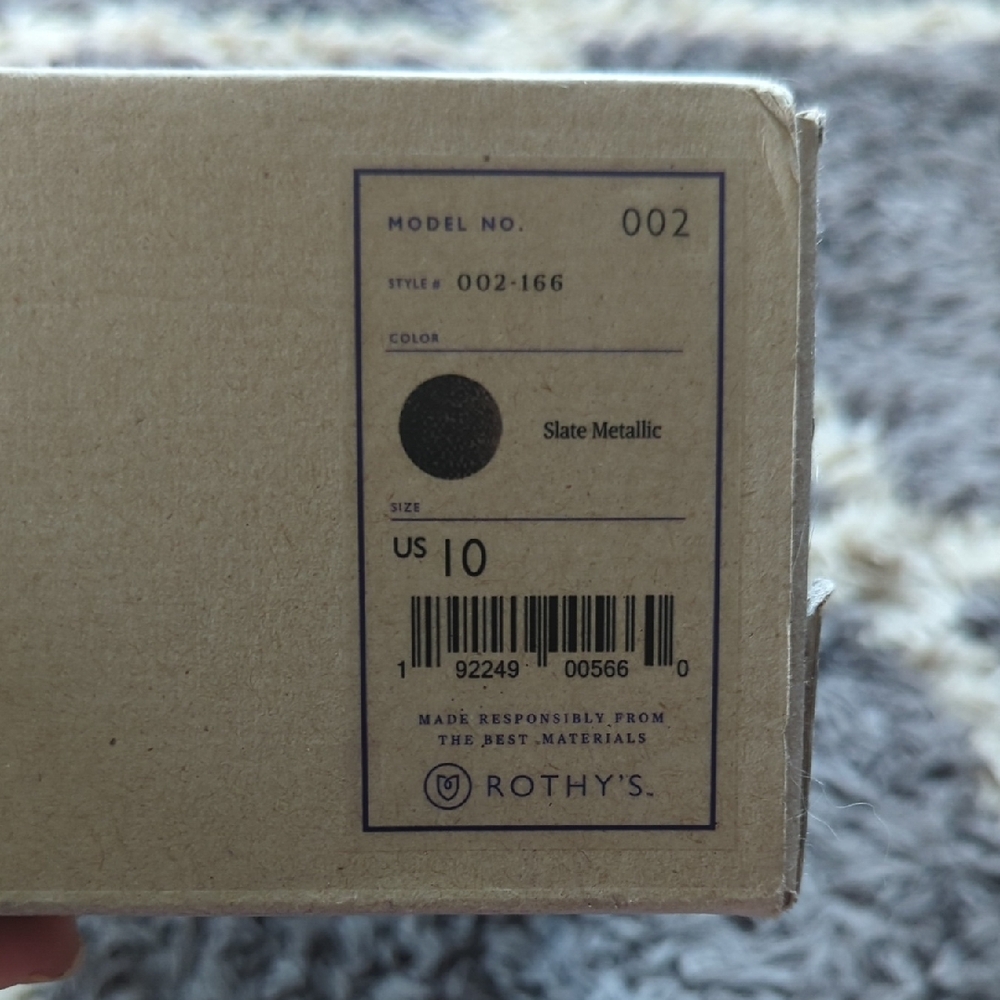 MODEL NO. 002
STYLE # 002-166
COLOR
Slate Metallic
SIZE
US 10
1 92249 00566 0
MADE RESPONSIBLY FROM
THE BEST MATERIALS
ROTHY'S™